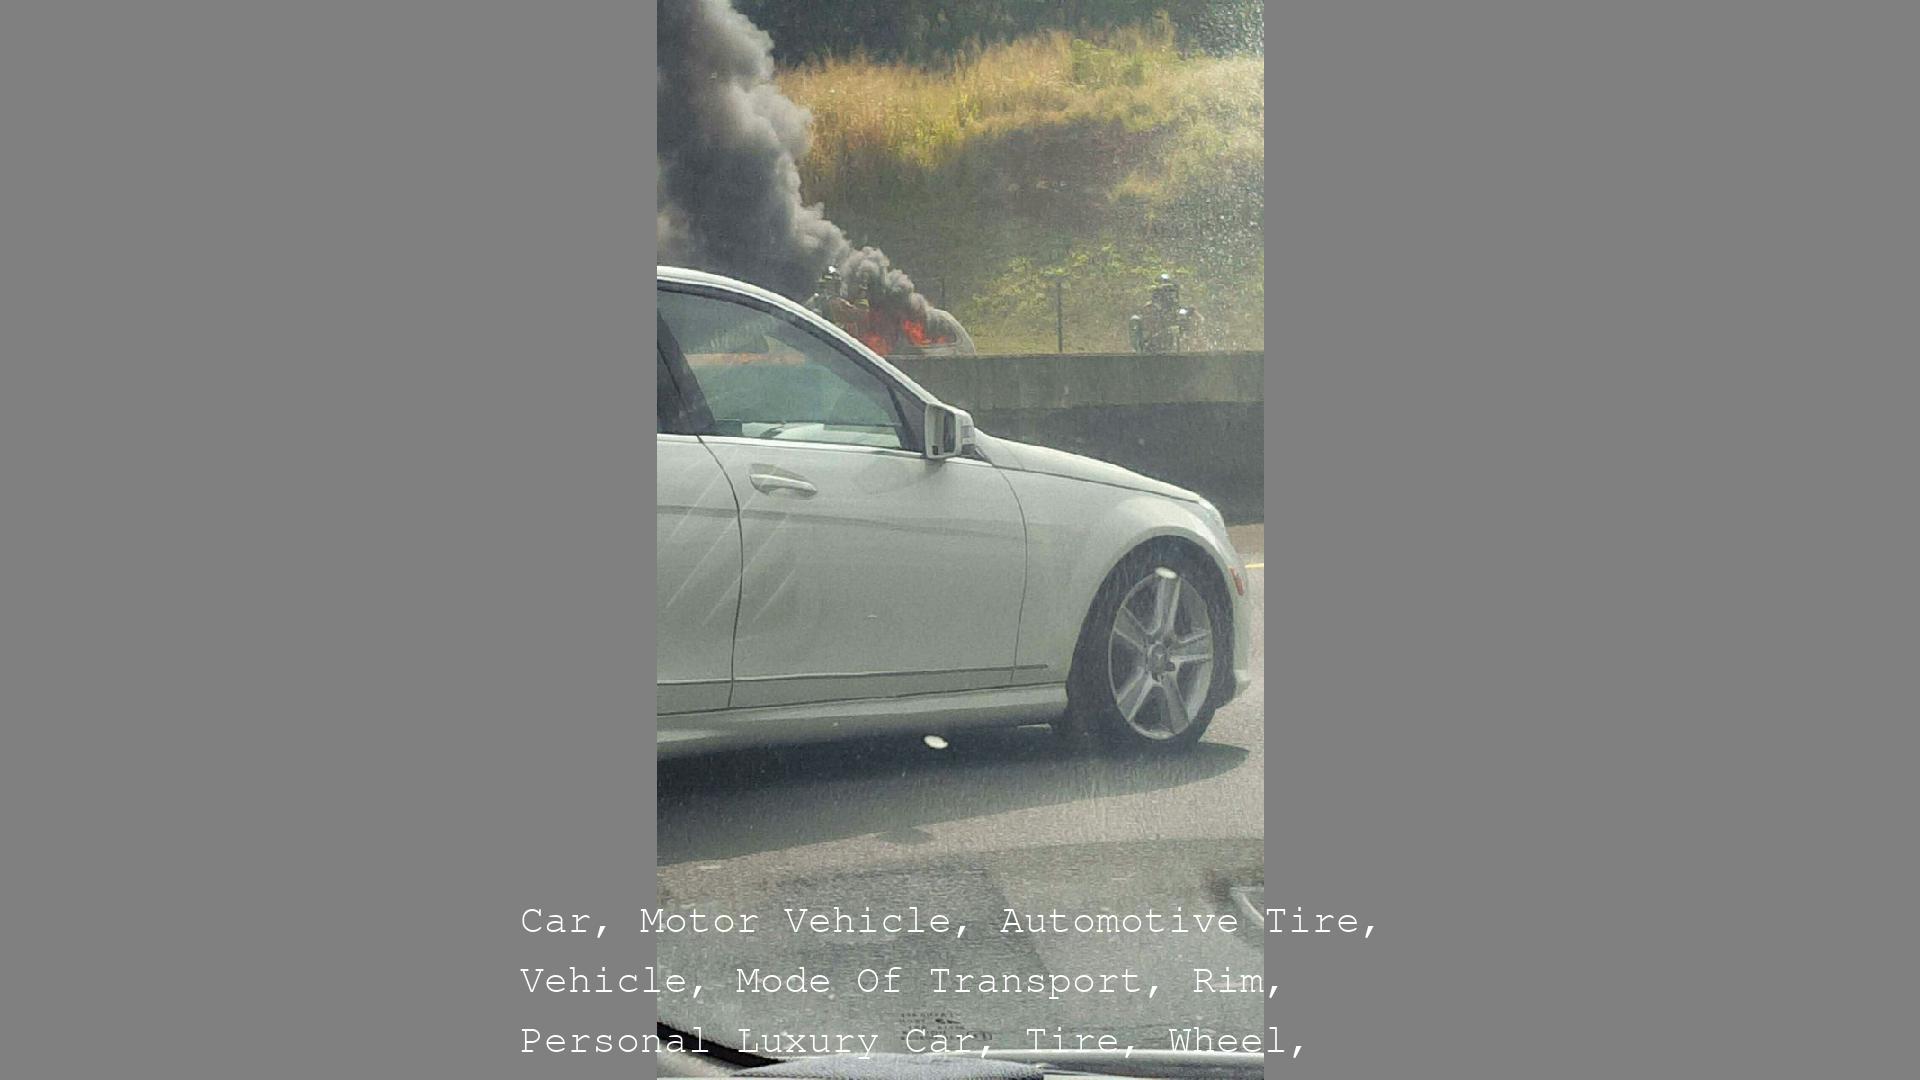 Car, Motor Vehicle, Automotive Tire,
Vehicle, Mode Of Transport, Rim,
Personal Luxury Car, Tire, Wheel,